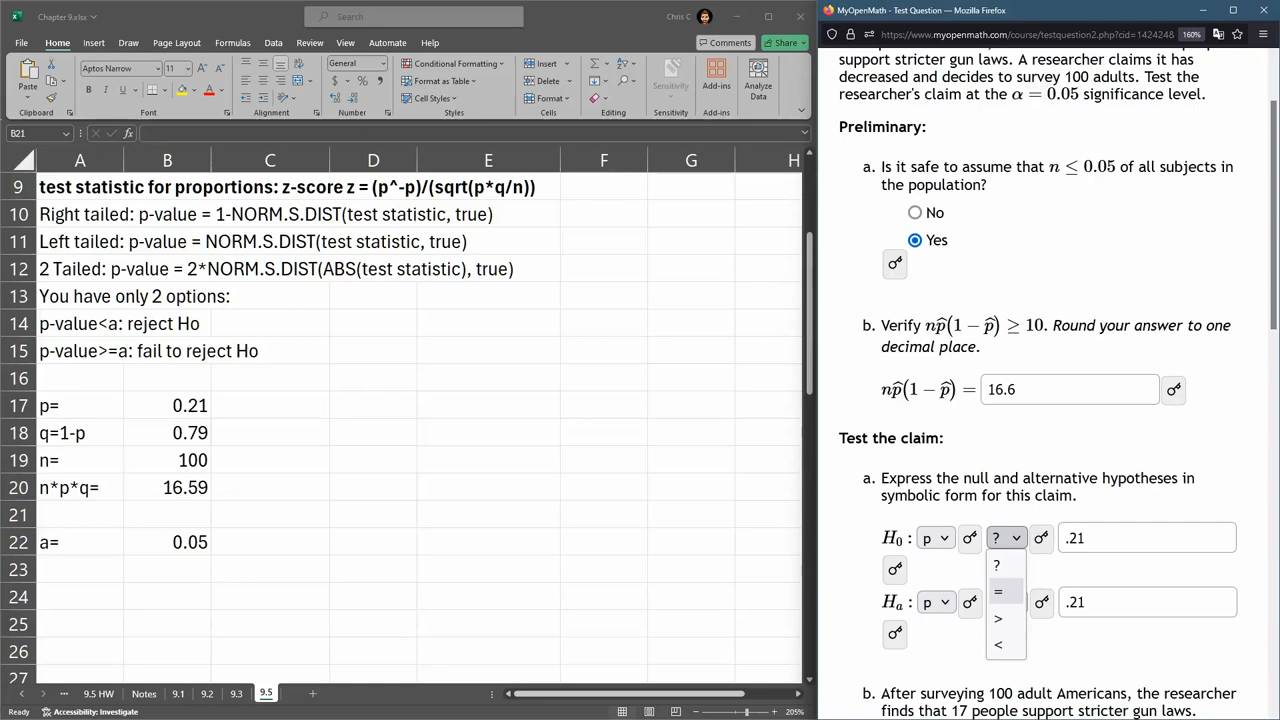 Chapter 9.xlsx
Search
Chris C
File Home Insert Draw Page Layout Formulas Data Review View Automate Help Acrobat
Comments Share
Paste
Aptos Narrow 11
B I U
General
Conditional Formatting
Format as Table
Cell Styles
Insert
Delete
Format
Sensitivity
Add-ins
Analyze Data
Clipboard Font Alignment Number Styles Cells Editing Sensitivity Add-ins
B21 fx
A B C D E F G H
9 test statistic for proportions: z-score z = (p^-p)/(sqrt(p*q/n))
10 Right tailed: p-value = 1-NORM.S.DIST(test statistic, true)
11 Left tailed: p-value = NORM.S.DIST(test statistic, true)
12 2 Tailed: p-value = 2*NORM.S.DIST(ABS(test statistic), true)
13 You have only 2 options:
14 p-value<a: reject Ho
15 p-value>=a: fail to reject Ho
16
17 p= 0.21
18 q=1-p 0.79
19 n= 100
20 n*p*q= 16.59
21
22 a= 0.05
23
24
25
26
27
9.5 HW Notes 9.1 9.2 9.3 9.5
Ready Accessibility: Investigate 205%
MyOpenMath - Test Question — Mozilla Firefox
https://www.myopenmath.com/course/testquestion2.php?cid=1424248 160%
support stricter gun laws. A researcher claims it has
decreased and decides to survey 100 adults. Test the
researcher's claim at the α = 0.05 significance level.
Preliminary:
a. Is it safe to assume that n ≤ 0.05 of all subjects in
the population?
No
Yes
b. Verify np̂(1 − p̂) ≥ 10. Round your answer to one
decimal place.
np̂(1 − p̂) = 16.6
Test the claim:
a. Express the null and alternative hypotheses in
symbolic form for this claim.
H0 : p ? .21
?
=
Ha : p .21
>
<
b. After surveying 100 adult Americans, the researcher
finds that 17 people support stricter gun laws.